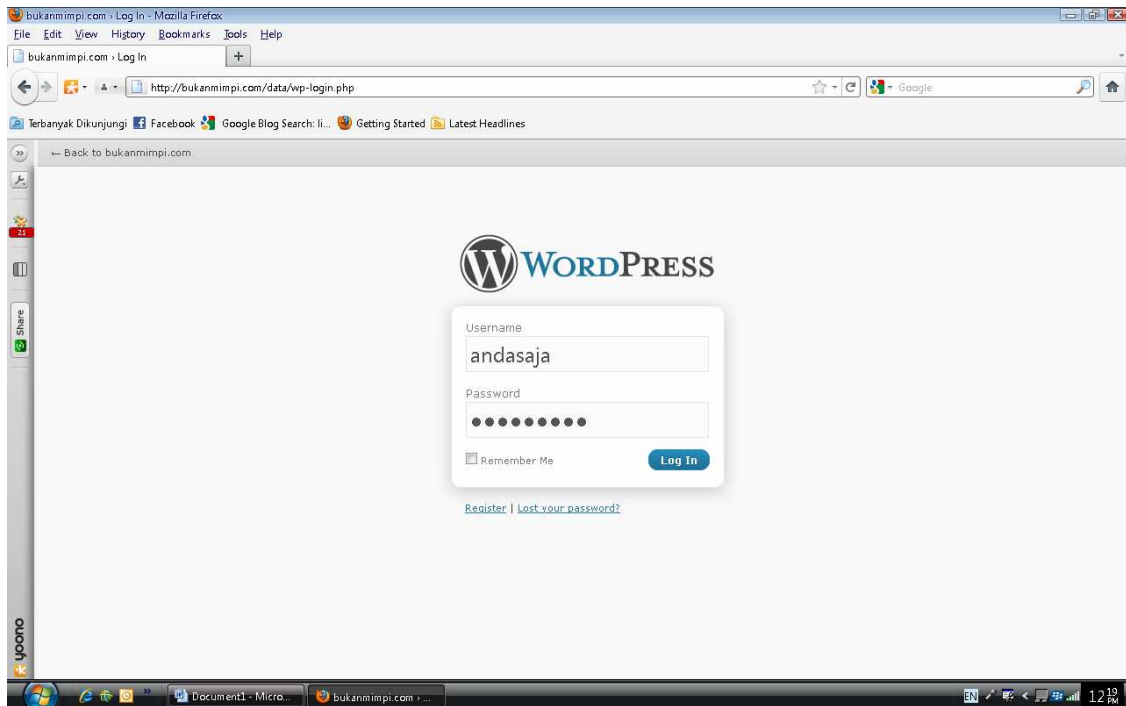 bukanmimpi.com › Log In - Mozilla Firefox
File Edit View History Bookmarks Tools Help
bukanmimpi.com › Log In
http://bukanmimpi.com/data/wp-login.php Google
Terbanyak Dikunjungi Facebook Google Blog Search: li... Getting Started Latest Headlines
← Back to bukanmimpi.com
21
Share
WORDPRESS
Username
andasaja
Password
Remember Me Log In
Register | Lost your password?
yoono
Document1 - Micro... bukanmimpi.com › ... EN 12 19 PM